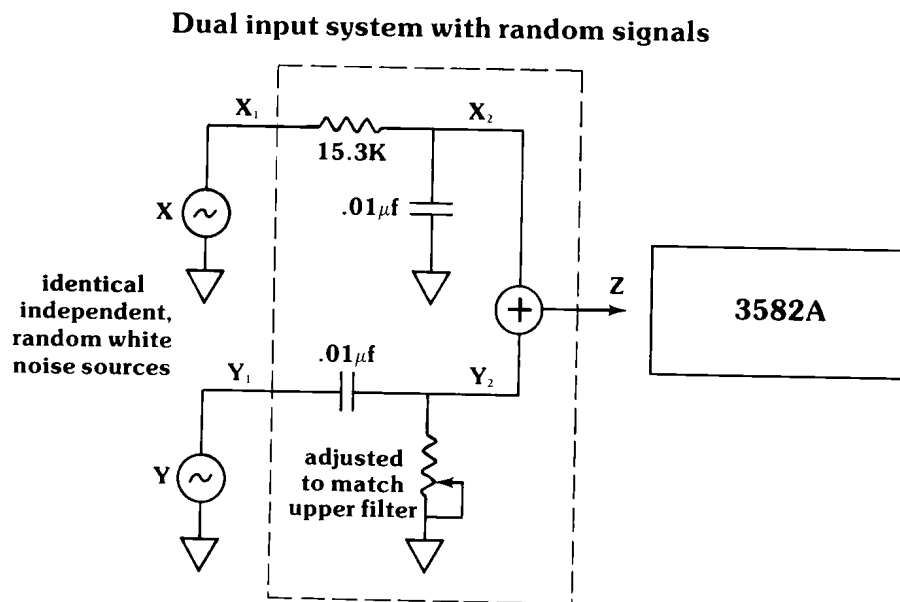 Dual input system with random signals
X₁
X₂
15.3K
.01μf
X
identical
independent,
random white
noise sources
Z
3582A
.01μf
Y₁
Y₂
Y
adjusted
to match
upper filter